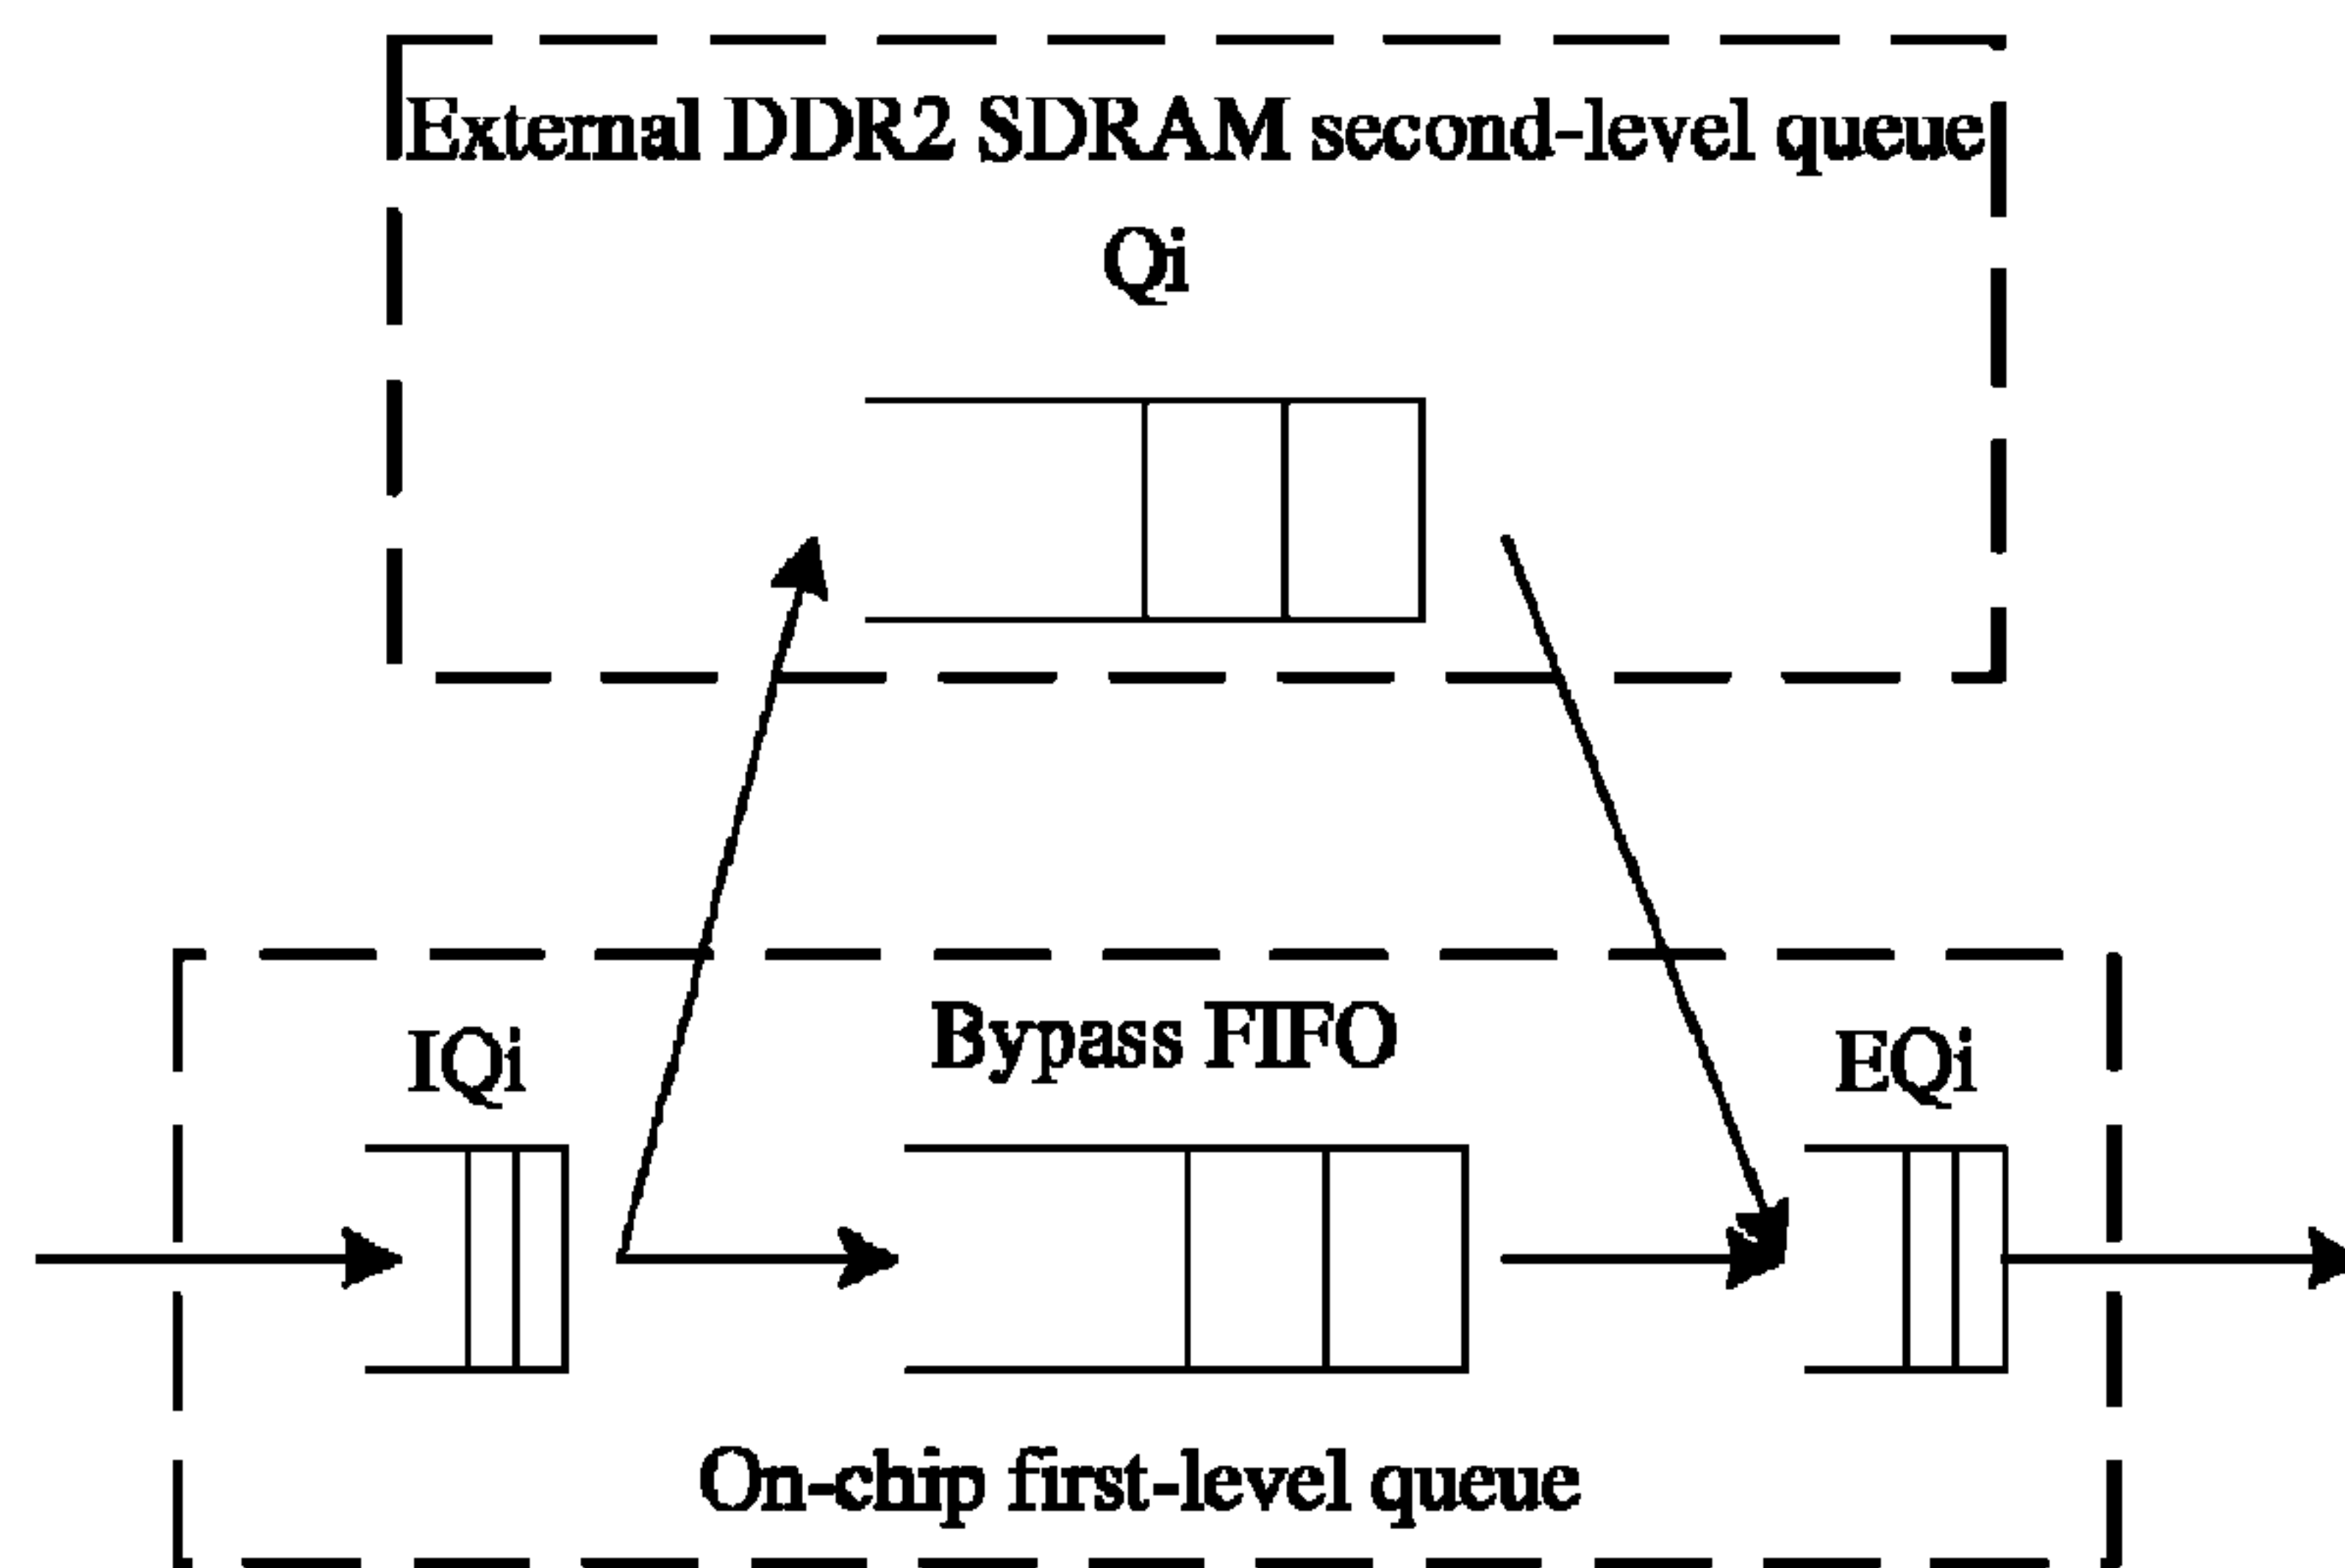 External DDR2 SDRAM second-level queue
Qi
Bypass FIFO
IQi
EQi
On-chip first-level queue